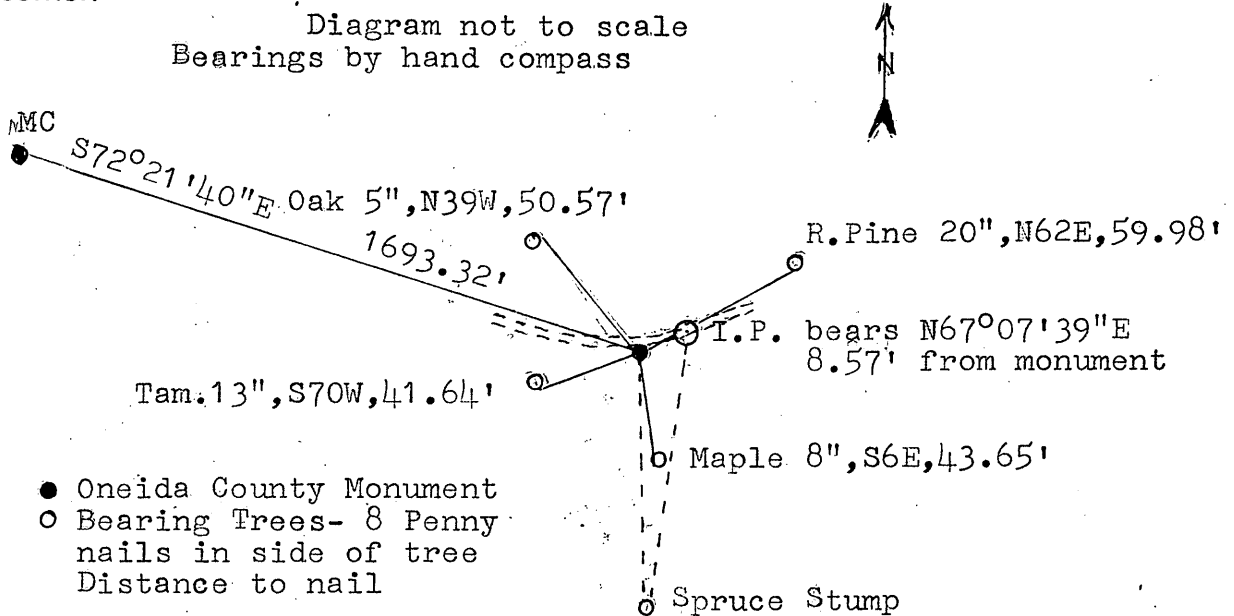 Diagram not to scale
Bearings by hand compass
N
MC
S72°21'40"E
Oak 5",N39W,50.57'
1693.32'
R.Pine 20",N62E,59.98'
I.P. bears N67°07'39"E
8.57' from monument
Tam.13",S70W,41.64'
Maple 8",S6E,43.65'
● Oneida County Monument
○ Bearing Trees- 8 Penny
nails in side of tree
Distance to nail
Spruce Stump